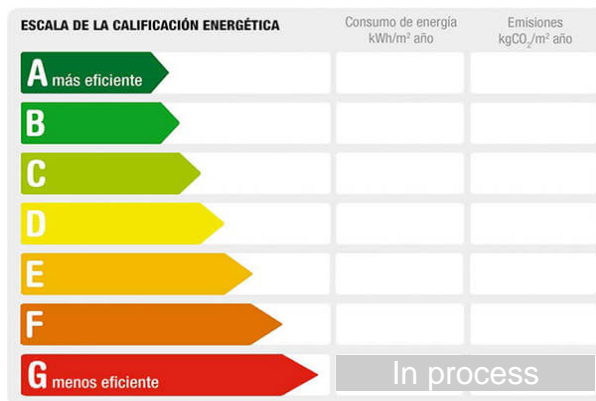 ESCALA DE LA CALIFICACIÓN ENERGÉTICA
Consumo de energía
kWh/m² año
Emisiones
kgCO₂/m² año
A más eficiente
B
C
D
E
F
G menos eficiente
In process